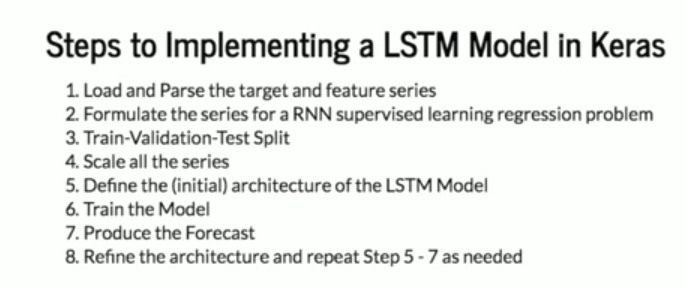 Steps to Implementing a LSTM Model in Keras
1. Load and Parse the target and feature series
2. Formulate the series for a RNN supervised learning regression problem
3. Train-Validation-Test Split
4. Scale all the series
5. Define the (initial) architecture of the LSTM Model
6. Train the Model
7. Produce the Forecast
8. Refine the architecture and repeat Step 5 - 7 as needed